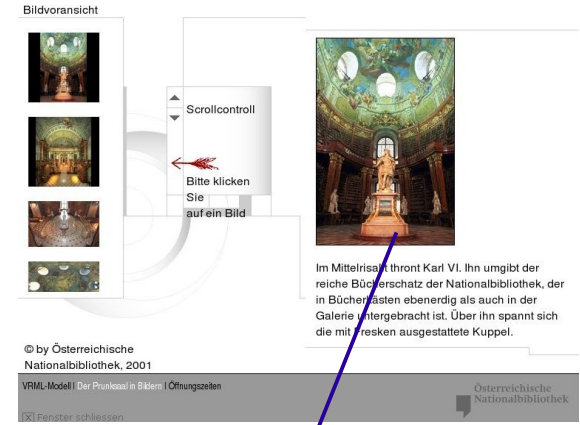 Bildvoransicht
Scrollcontroll
Bitte klicken
Sie
auf ein Bild
Im Mittelrisalit thront Karl VI. Ihn umgibt der
reiche Bücherschatz der Nationalbibliothek, der
in Bücherkästen ebenerdig als auch in der
Galerie untergebracht ist. Über ihn spannt sich
die mit Fresken ausgestattete Kuppel.
© by Österreichische
Nationalbibliothek, 2001
VRML-Modell I Der Prunksaal in Bildern I Öffnungszeiten
Österreichische
Nationalbibliothek
[X] Fenster schliessen